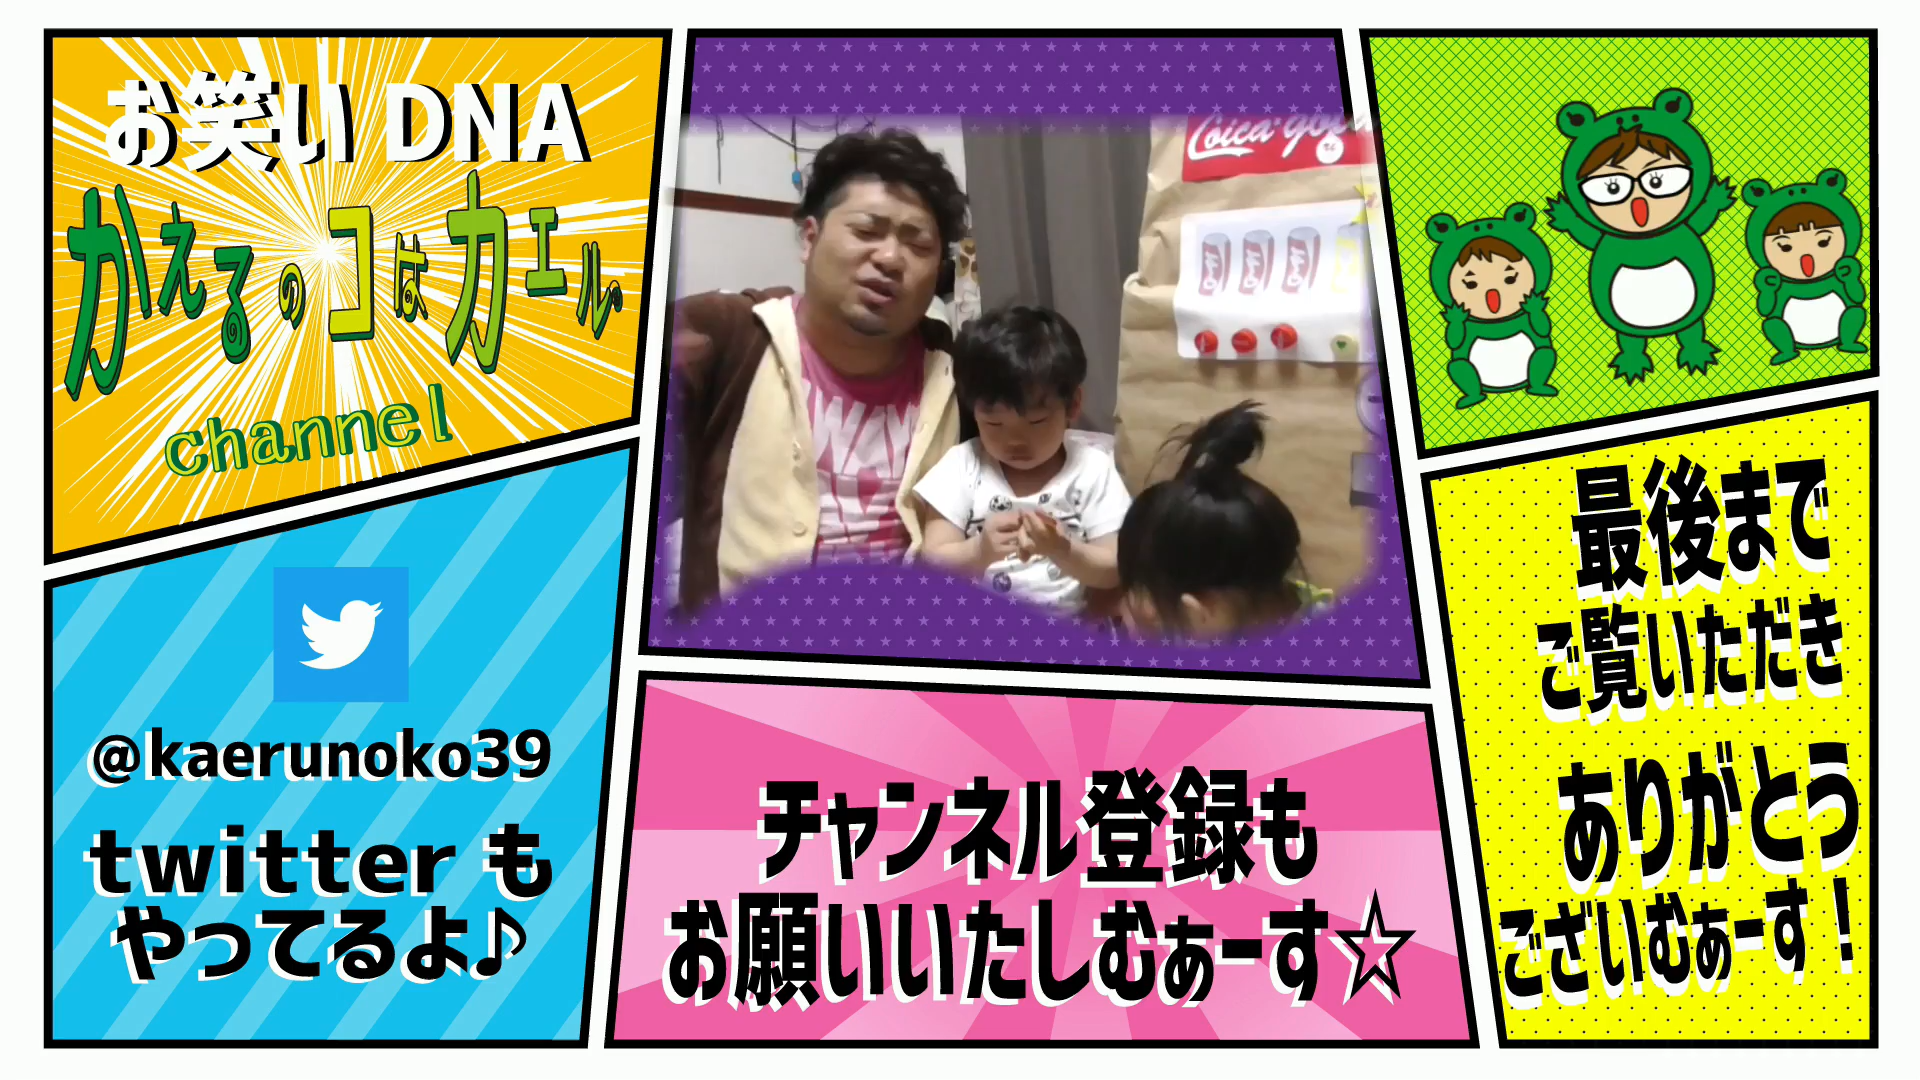 お笑い DNA
かえるのコはカエル。
channel
@kaerunoko39
twitter も
やってるよ♪
チャンネル登録も
お願いいたしむぁーす☆
最後まで
ご覧いただき
ありがとう
ございむぁーす!